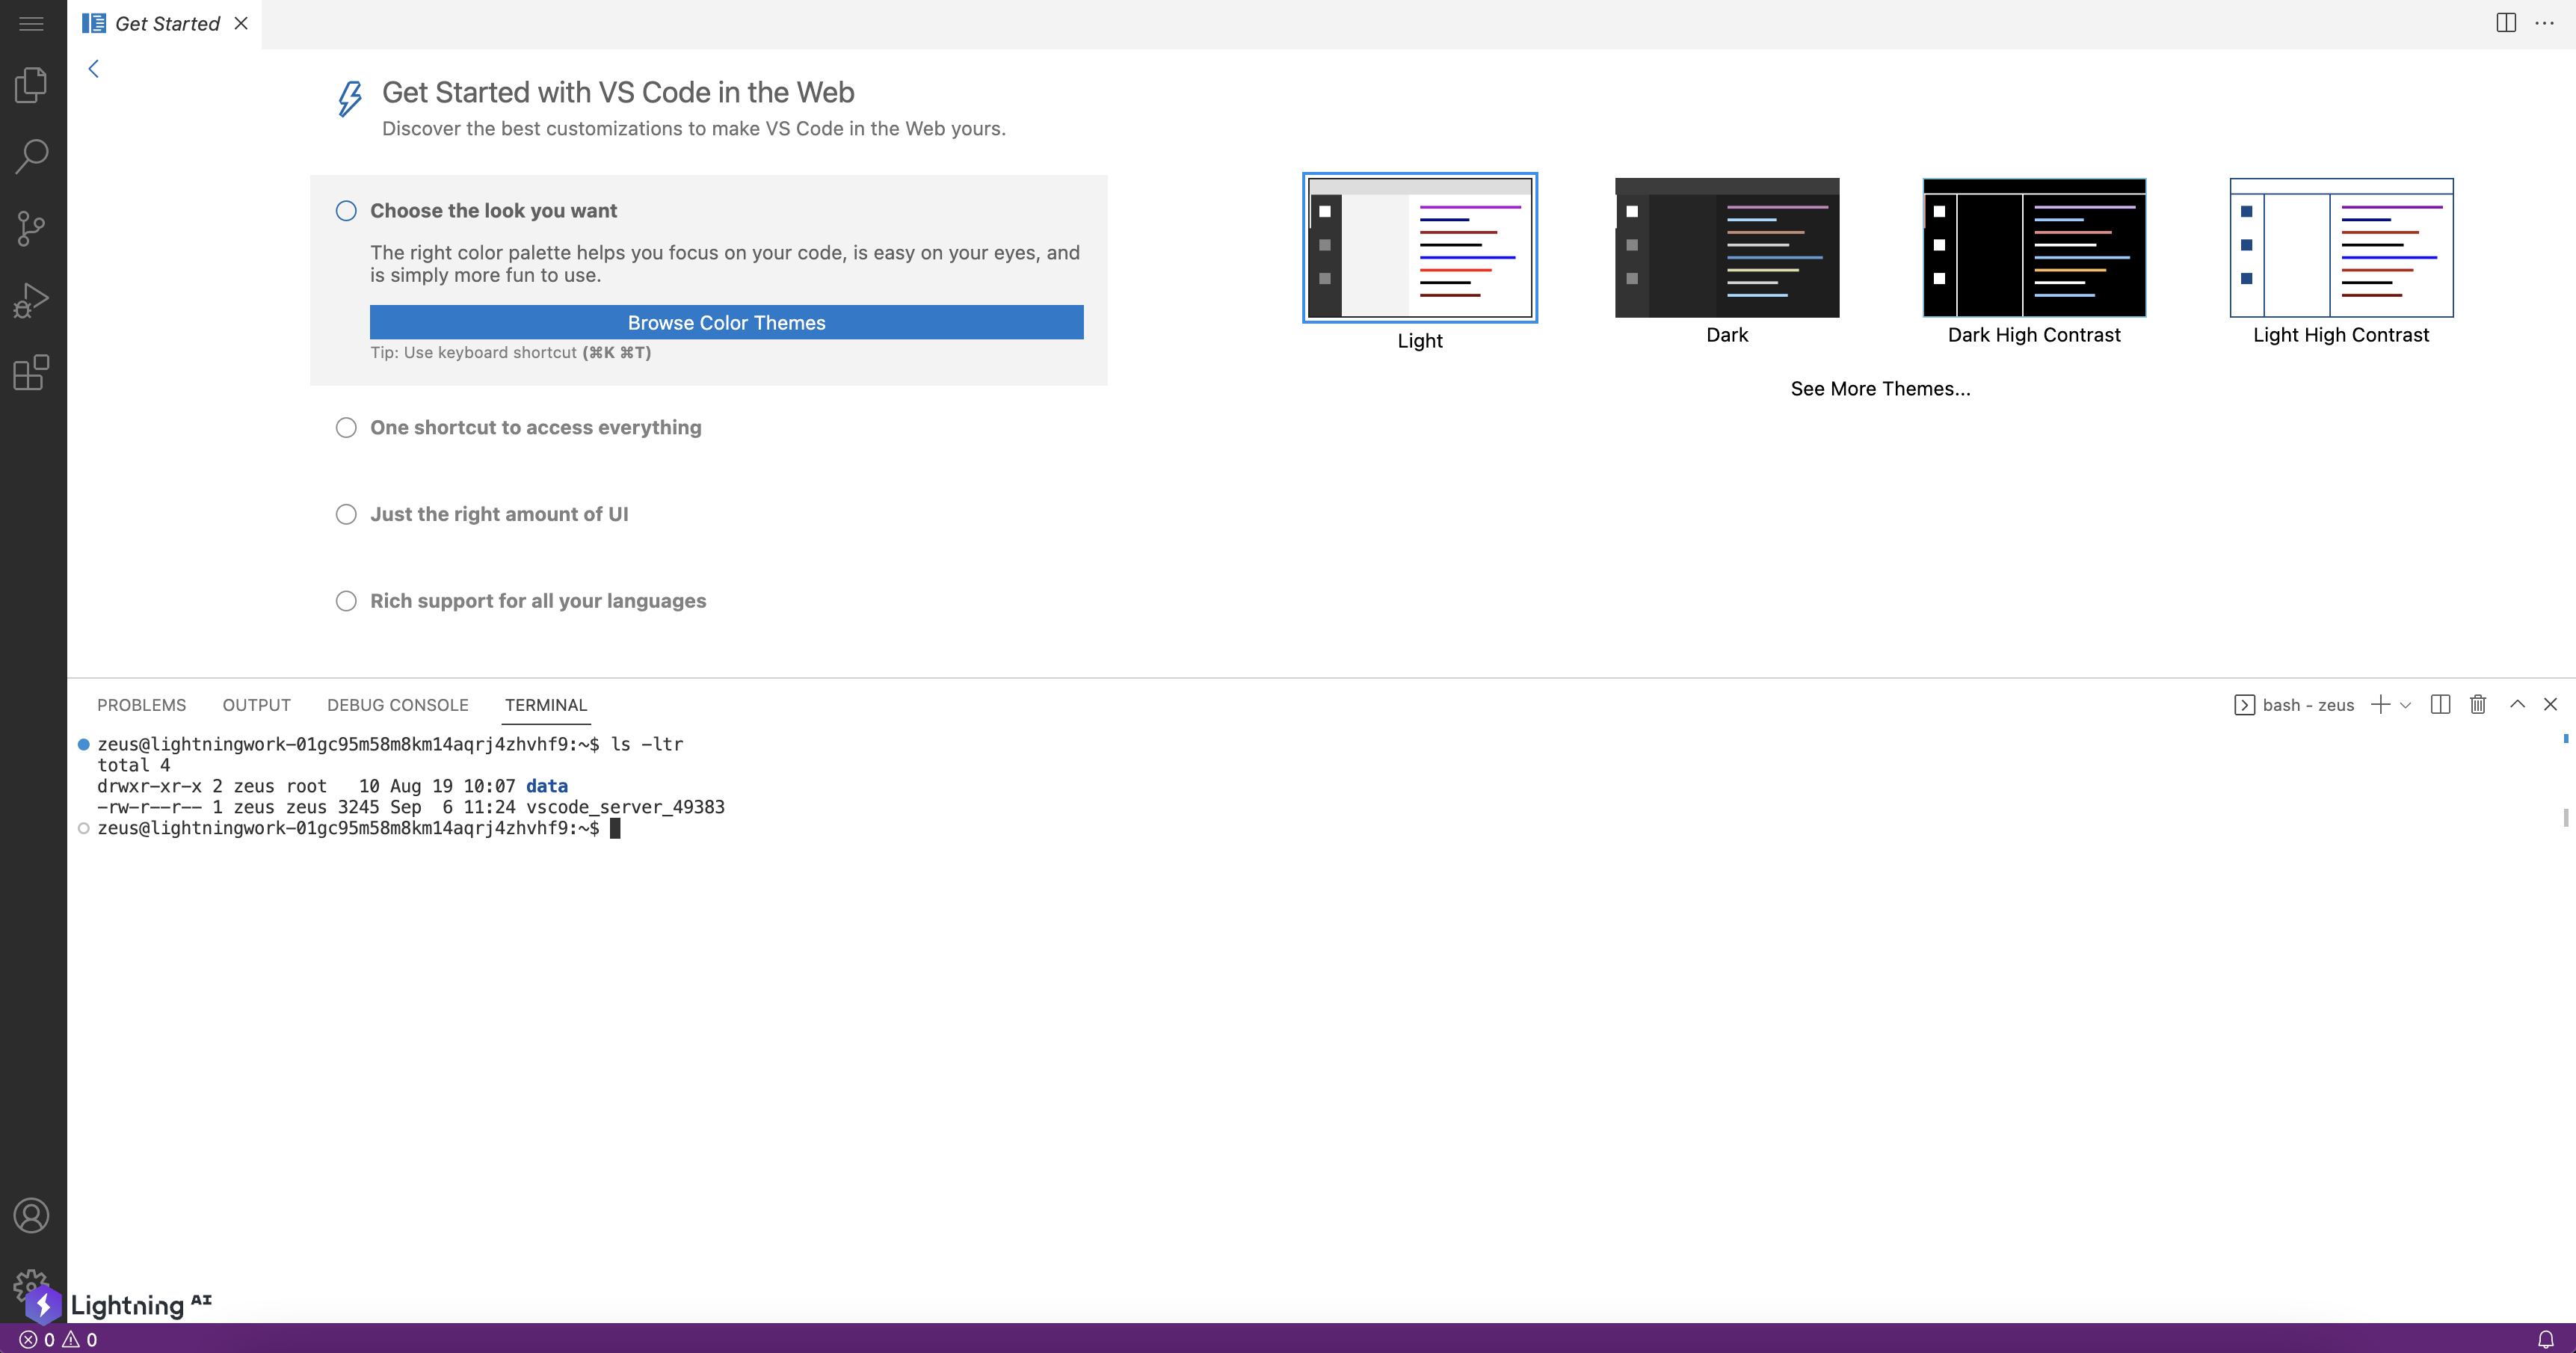 Get Started
Get Started with VS Code in the Web
Discover the best customizations to make VS Code in the Web yours.
Choose the look you want
The right color palette helps you focus on your code, is easy on your eyes, and
is simply more fun to use.
Browse Color Themes
Tip: Use keyboard shortcut (⌘K ⌘T)
One shortcut to access everything
Just the right amount of UI
Rich support for all your languages
Light
Dark
Dark High Contrast
Light High Contrast
See More Themes...
PROBLEMS OUTPUT DEBUG CONSOLE TERMINAL
bash - zeus
zeus@lightningwork-01gc95m58m8km14aqrj4zhvhf9:~$ ls -ltr
total 4
drwxr-xr-x 2 zeus root   10 Aug 19 10:07 data
-rw-r--r-- 1 zeus zeus 3245 Sep  6 11:24 vscode_server_49383
zeus@lightningwork-01gc95m58m8km14aqrj4zhvhf9:~$
Lightning AI
0 0